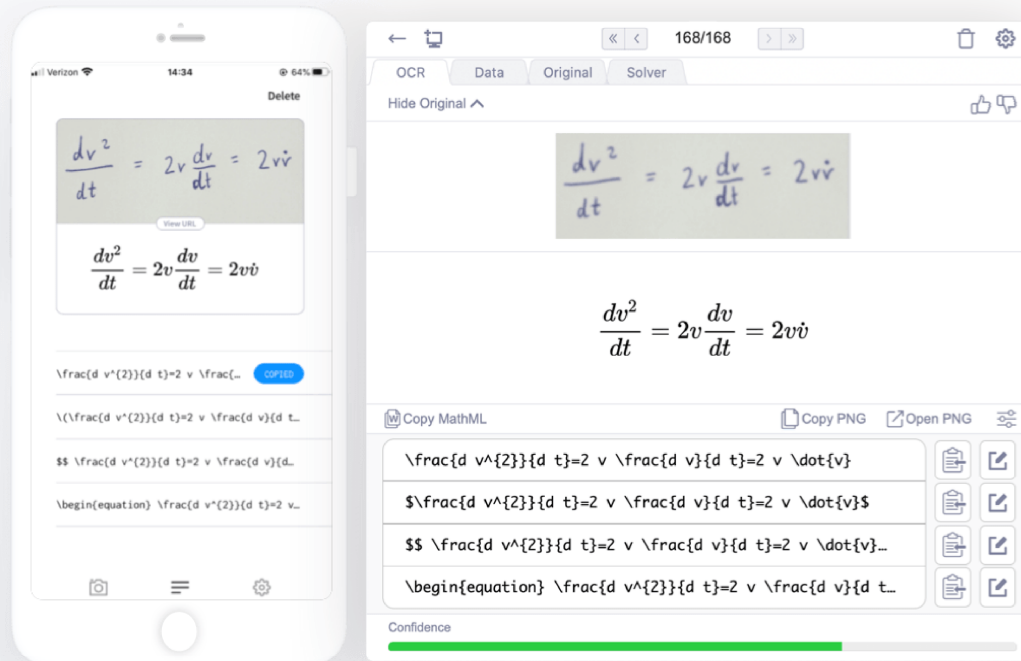 Verizon 14:34 64%
Delete
dv² / dt = 2v dv/dt = 2vv̇
View URL
dv² / dt = 2v dv/dt = 2vv̇
\frac{d v^{2}}{d t}=2 v \frac{… COPIED
\(\frac{d v^{2}}{d t}=2 v \frac{d v}{d t…
$$ \frac{d v^{2}}{d t}=2 v \frac{d v}{d…
\begin{equation} \frac{d v^{2}}{d t}=2 v…
« < 168/168 > »
OCR Data Original Solver
Hide Original
dv² / dt = 2v dv/dt = 2vv̇
dv² / dt = 2v dv/dt = 2vv̇
Copy MathML Copy PNG Open PNG
\frac{d v^{2}}{d t}=2 v \frac{d v}{d t}=2 v \dot{v}
$\frac{d v^{2}}{d t}=2 v \frac{d v}{d t}=2 v \dot{v}$
$$ \frac{d v^{2}}{d t}=2 v \frac{d v}{d t}=2 v \dot{v}…
\begin{equation} \frac{d v^{2}}{d t}=2 v \frac{d v}{d t…
Confidence